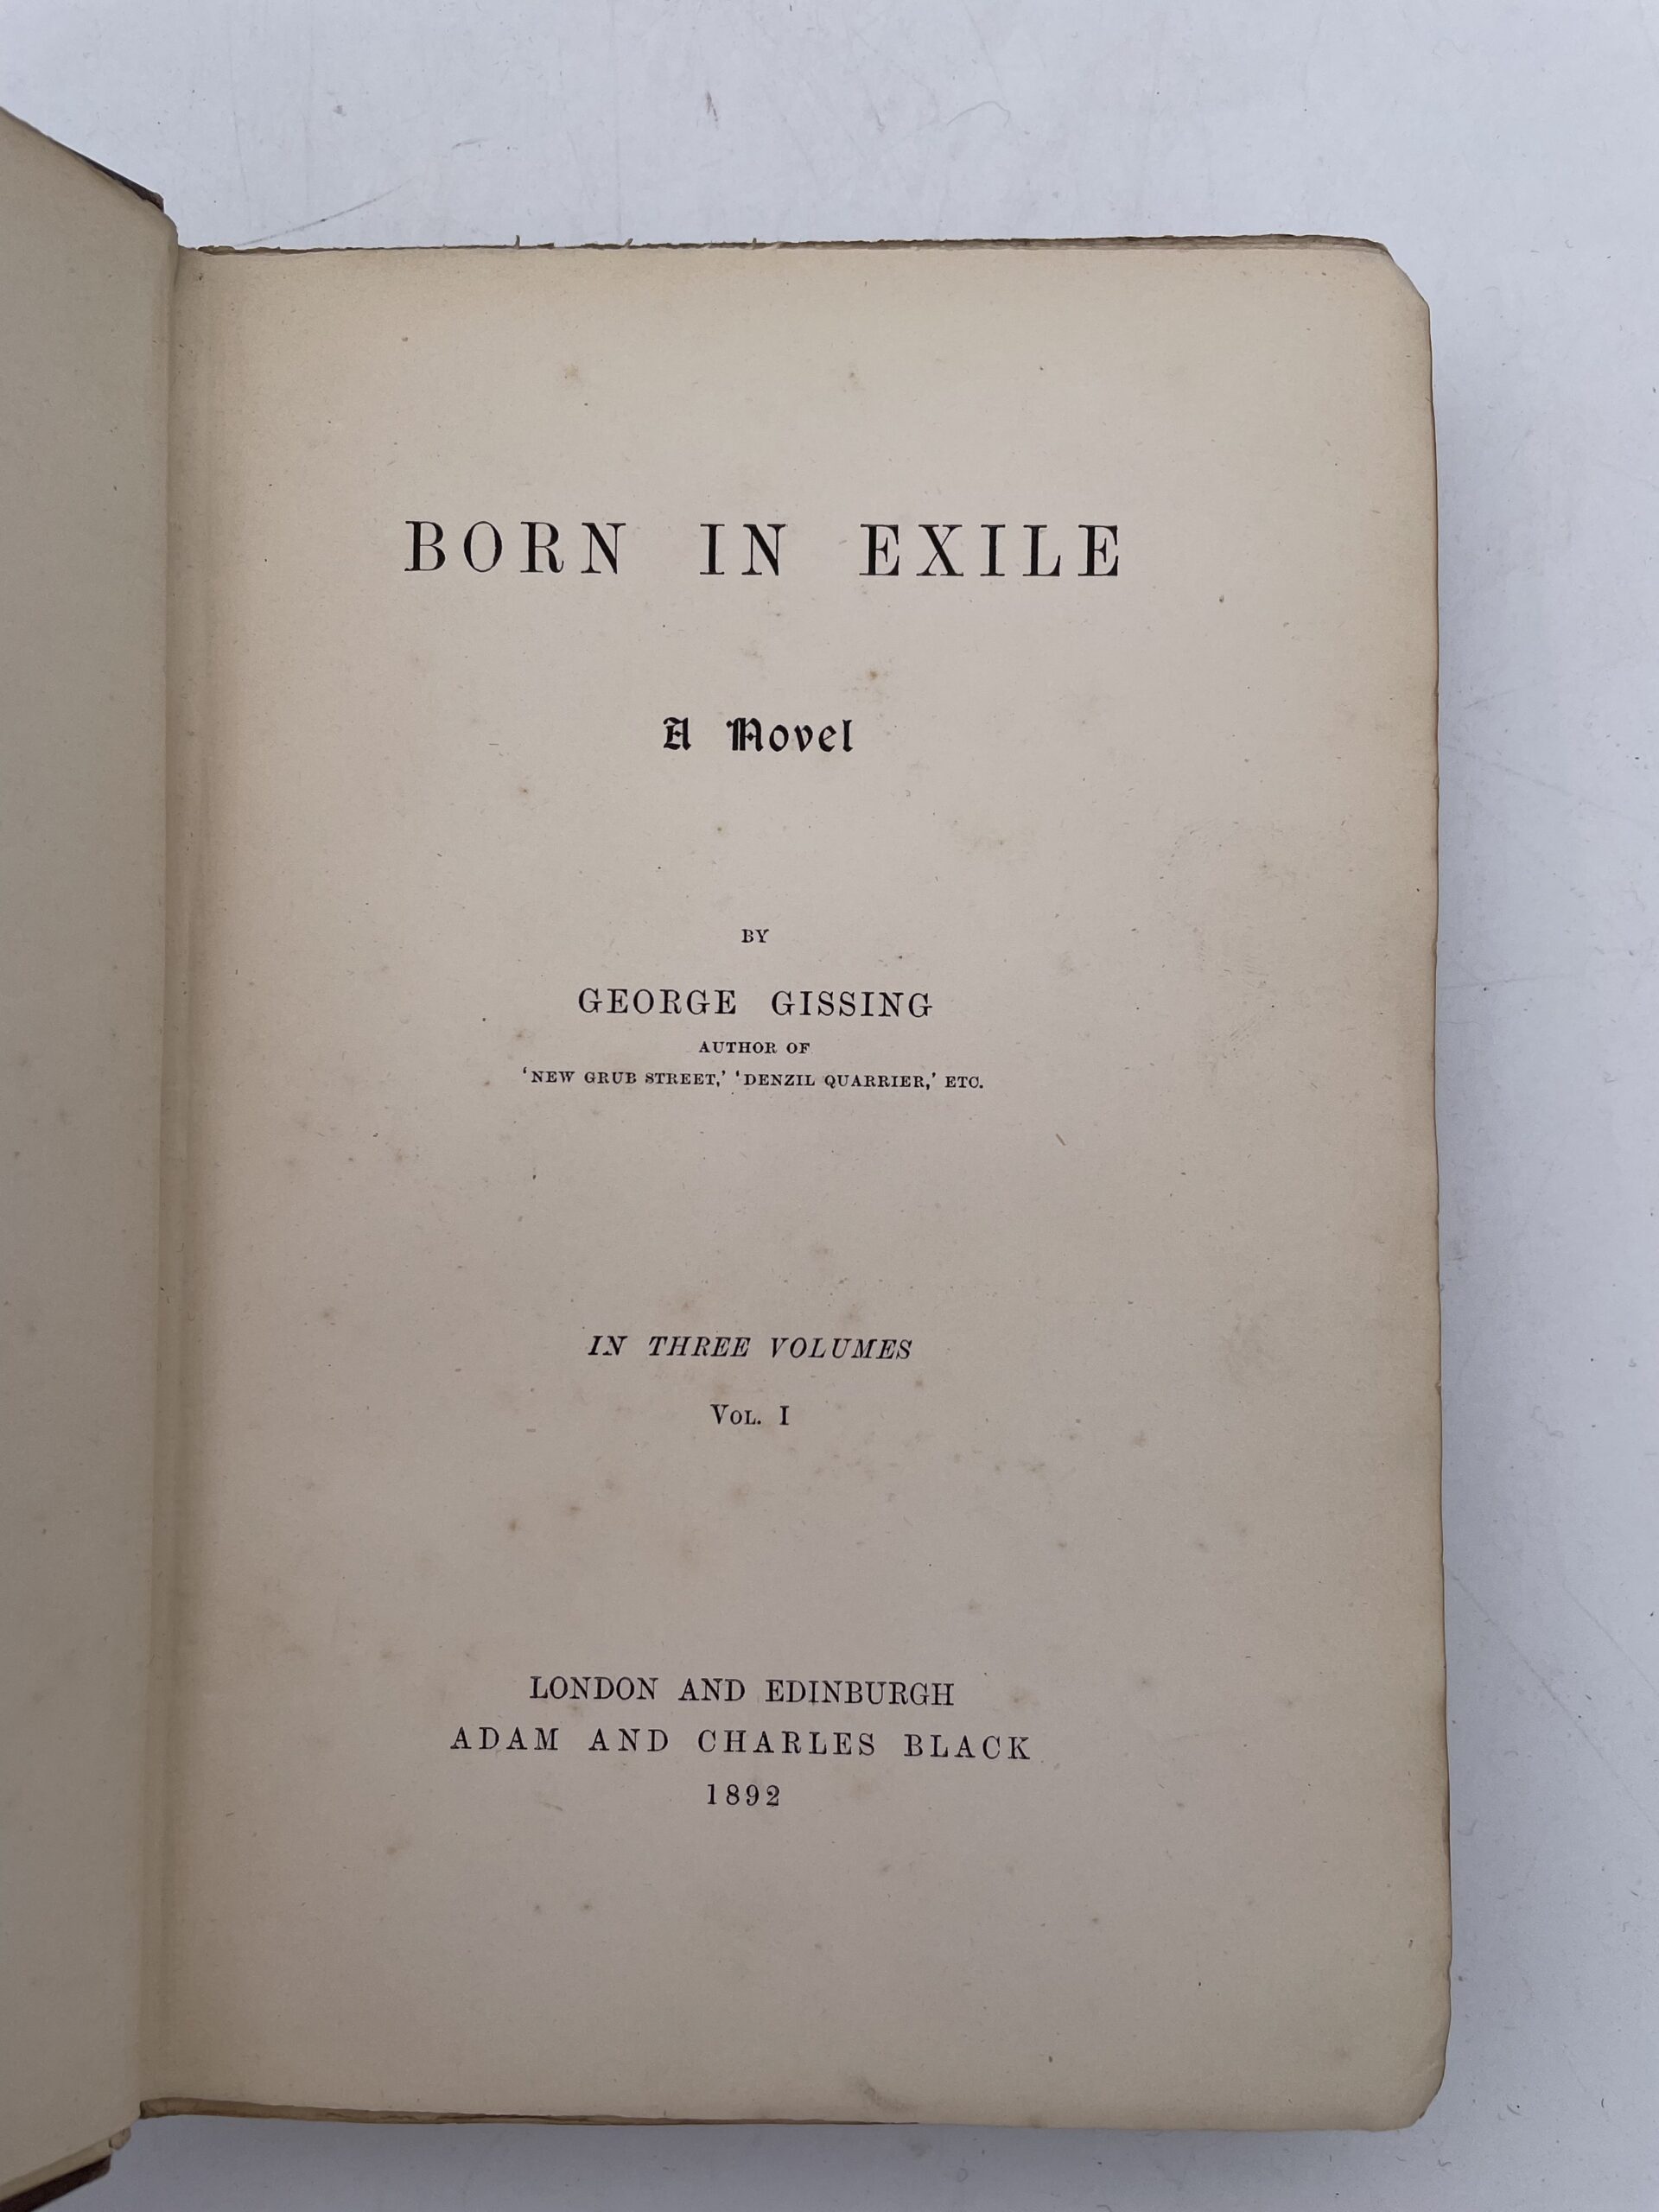 BORN IN EXILE
A Novel
BY
GEORGE GISSING
AUTHOR OF
‘NEW GRUB STREET,’ ‘DENZIL QUARRIER,’ ETC.
IN THREE VOLUMES
VOL. I
LONDON AND EDINBURGH
ADAM AND CHARLES BLACK
1892